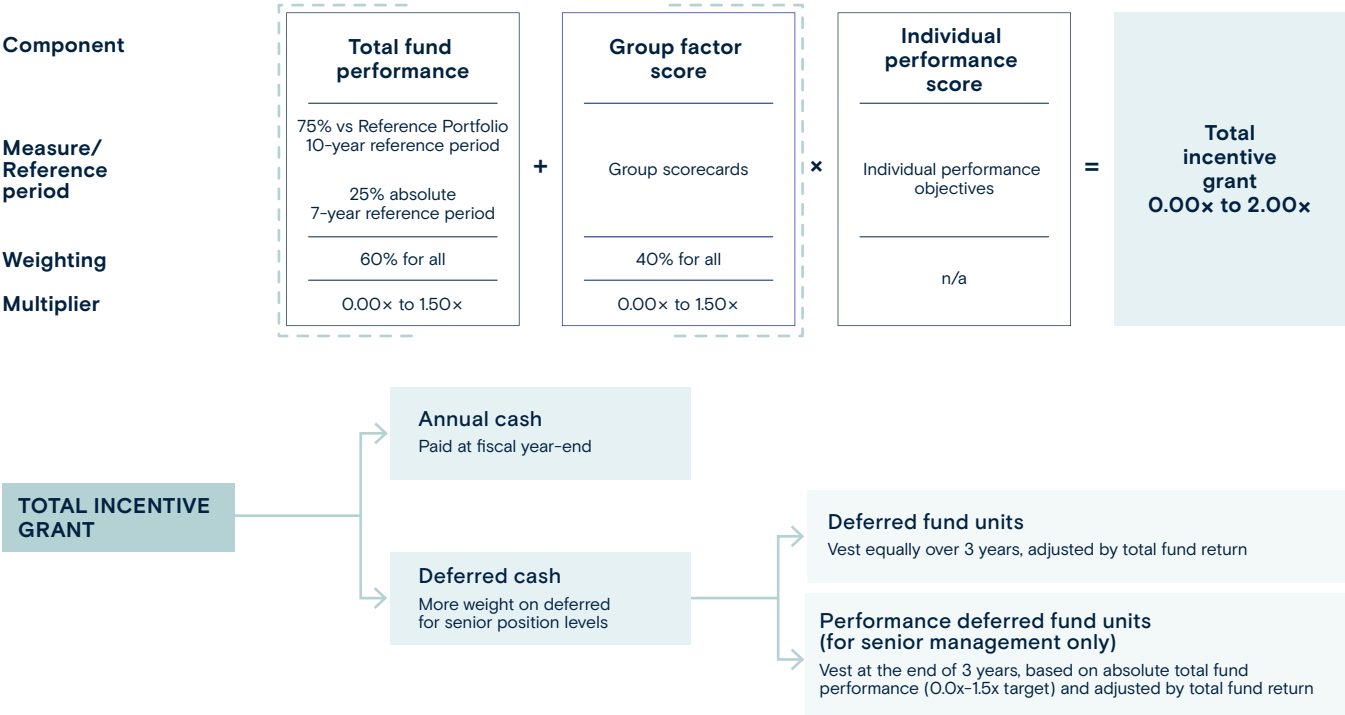 Component
Total fund
performance
Group factor
score
Individual
performance
score
Measure/
Reference
period
75% vs Reference Portfolio
10-year reference period
25% absolute
7-year reference period
+
Group scorecards
×
Individual performance
objectives
=
Total
incentive
grant
0.00× to 2.00×
Weighting
60% for all
40% for all
n/a
Multiplier
0.00× to 1.50×
0.00× to 1.50×
TOTAL INCENTIVE
GRANT
Annual cash
Paid at fiscal year-end
Deferred cash
More weight on deferred
for senior position levels
Deferred fund units
Vest equally over 3 years, adjusted by total fund return
Performance deferred fund units
(for senior management only)
Vest at the end of 3 years, based on absolute total fund
performance (0.0x-1.5x target) and adjusted by total fund return